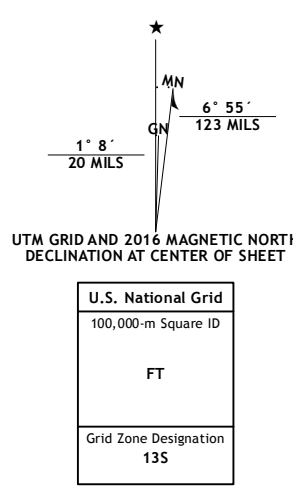 MN
6° 55´
123 MILS
GN
1° 8´
20 MILS
UTM GRID AND 2016 MAGNETIC NORTH
DECLINATION AT CENTER OF SHEET
U.S. National Grid
100,000-m Square ID
FT
Grid Zone Designation
13S